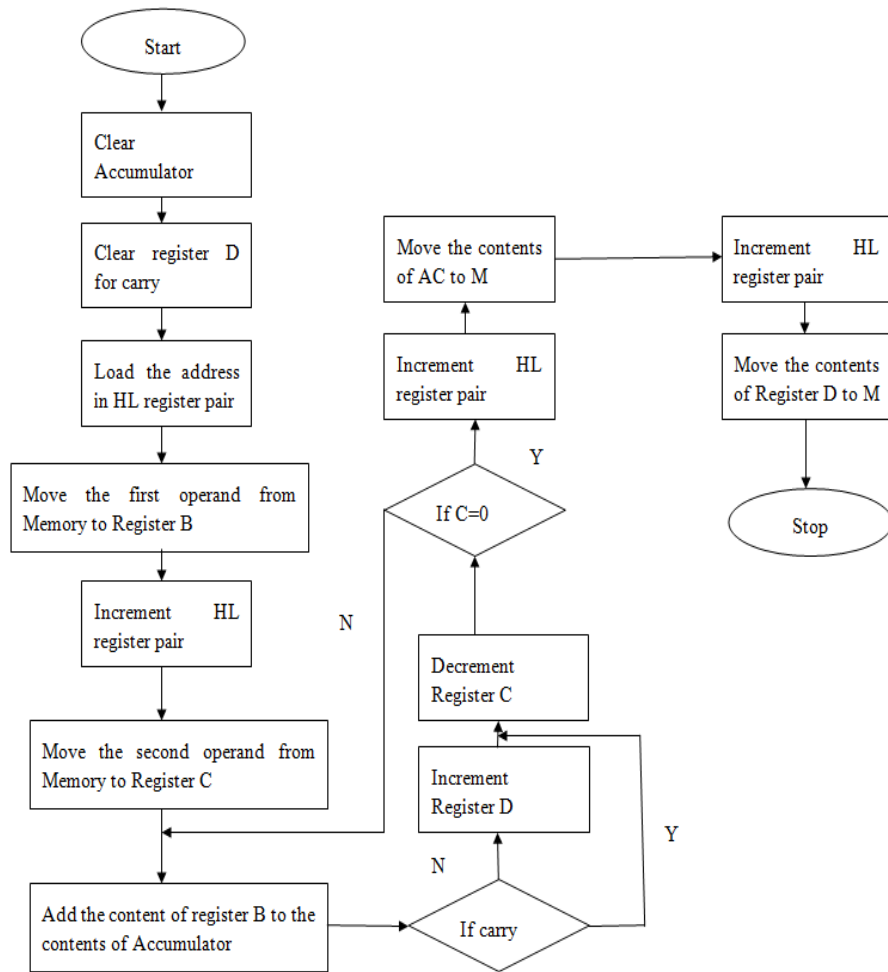 Start
Clear
Accumulator
Clear register D
for carry
Load the address
in HL register pair
Move the first operand from
Memory to Register B
Increment HL
register pair
Move the second operand from
Memory to Register C
Add the content of register B to the
contents of Accumulator
If carry
N
Y
Increment
Register D
Decrement
Register C
If C=0
N
Y
Increment HL
register pair
Move the contents
of AC to M
Increment HL
register pair
Move the contents
of Register D to M
Stop